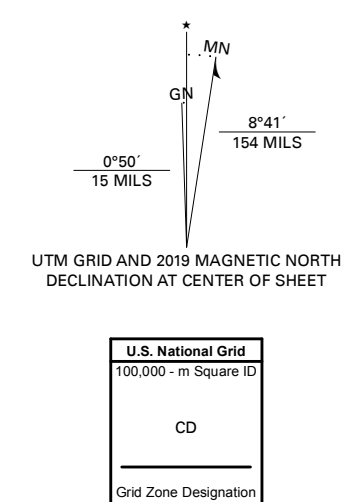 ★
MN
GN
8°41´
154 MILS
0°50´
15 MILS
UTM GRID AND 2019 MAGNETIC NORTH
DECLINATION AT CENTER OF SHEET
U.S. National Grid
100,000 - m Square ID
CD
Grid Zone Designation